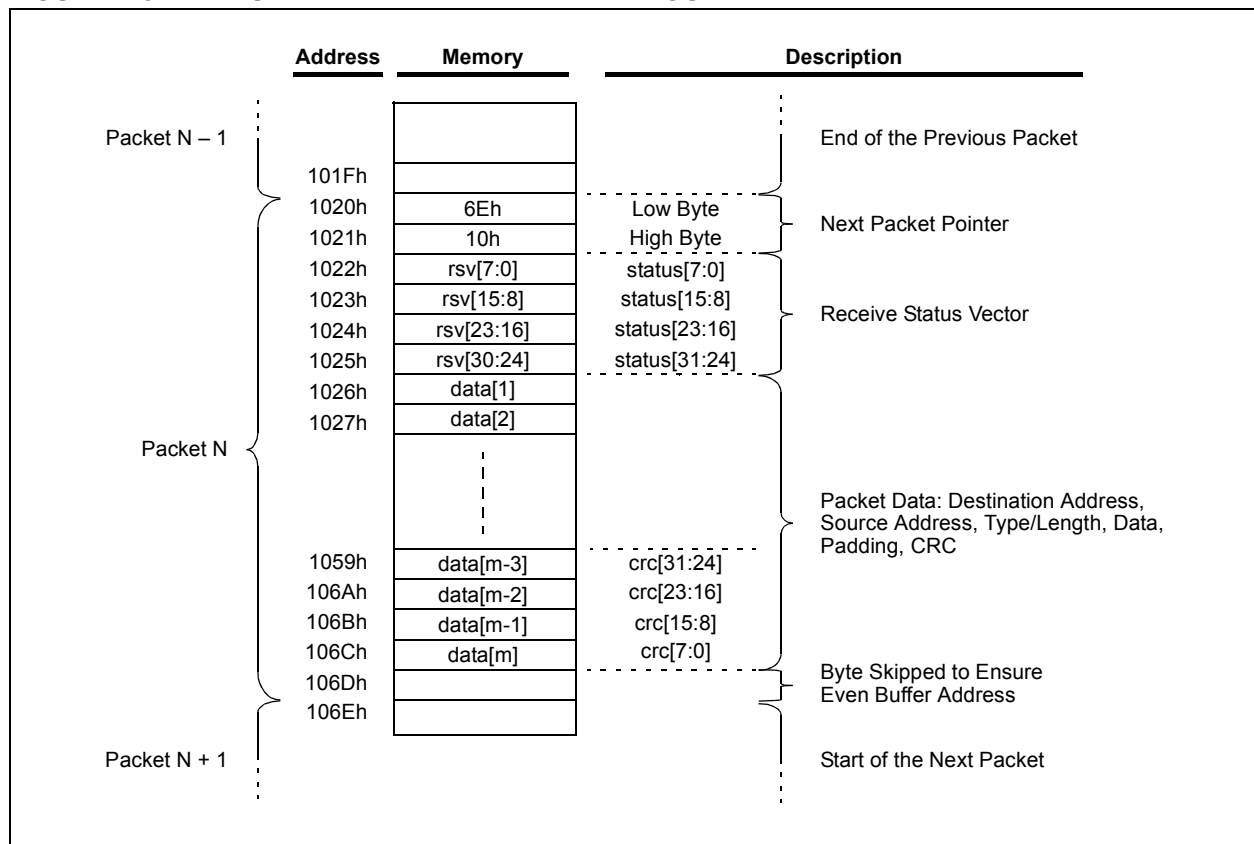 Address Memory Description
Packet N – 1 End of the Previous Packet
101Fh
1020h 6Eh Low Byte
Next Packet Pointer
1021h 10h High Byte
1022h rsv[7:0] status[7:0]
1023h rsv[15:8] status[15:8]
Receive Status Vector
1024h rsv[23:16] status[23:16]
1025h rsv[30:24] status[31:24]
1026h data[1]
1027h data[2]
Packet N
Packet Data: Destination Address,
Source Address, Type/Length, Data,
Padding, CRC
1059h data[m-3] crc[31:24]
106Ah data[m-2] crc[23:16]
106Bh data[m-1] crc[15:8]
106Ch data[m] crc[7:0]
Byte Skipped to Ensure
106Dh
Even Buffer Address
106Eh
Packet N + 1 Start of the Next Packet